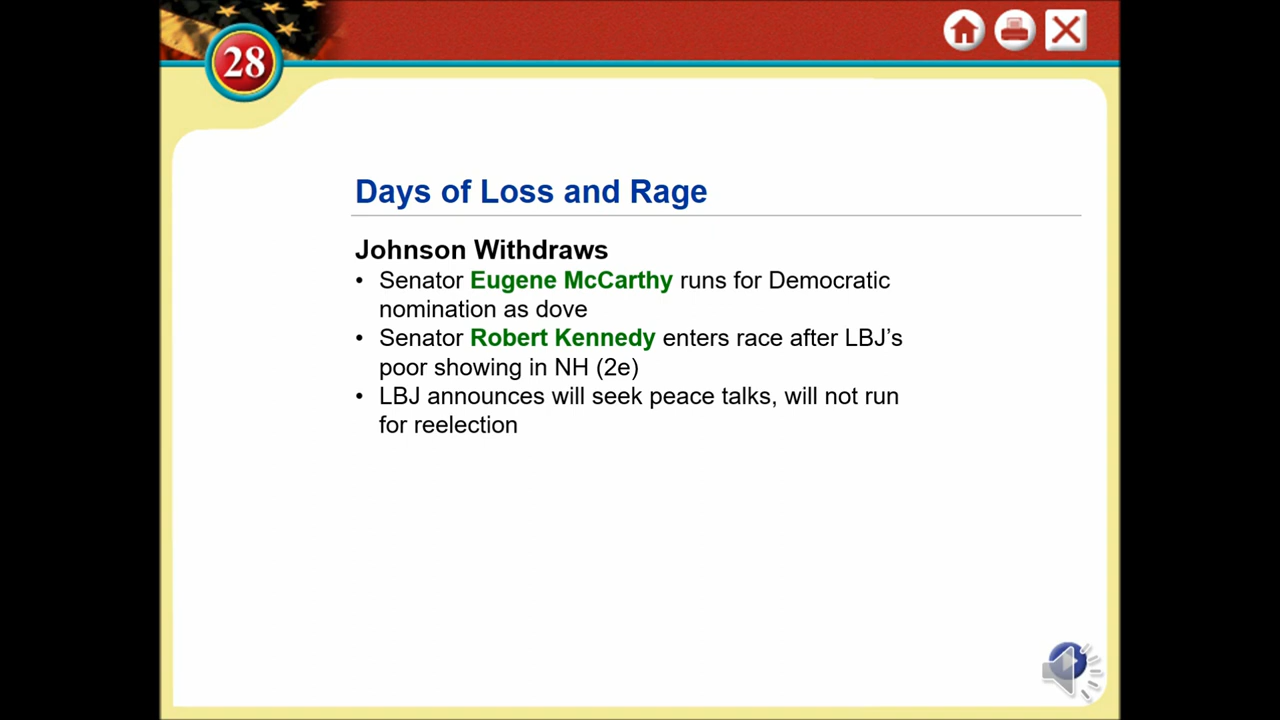 28
Days of Loss and Rage
Johnson Withdraws
• Senator Eugene McCarthy runs for Democratic
nomination as dove
• Senator Robert Kennedy enters race after LBJ’s
poor showing in NH (2e)
• LBJ announces will seek peace talks, will not run
for reelection